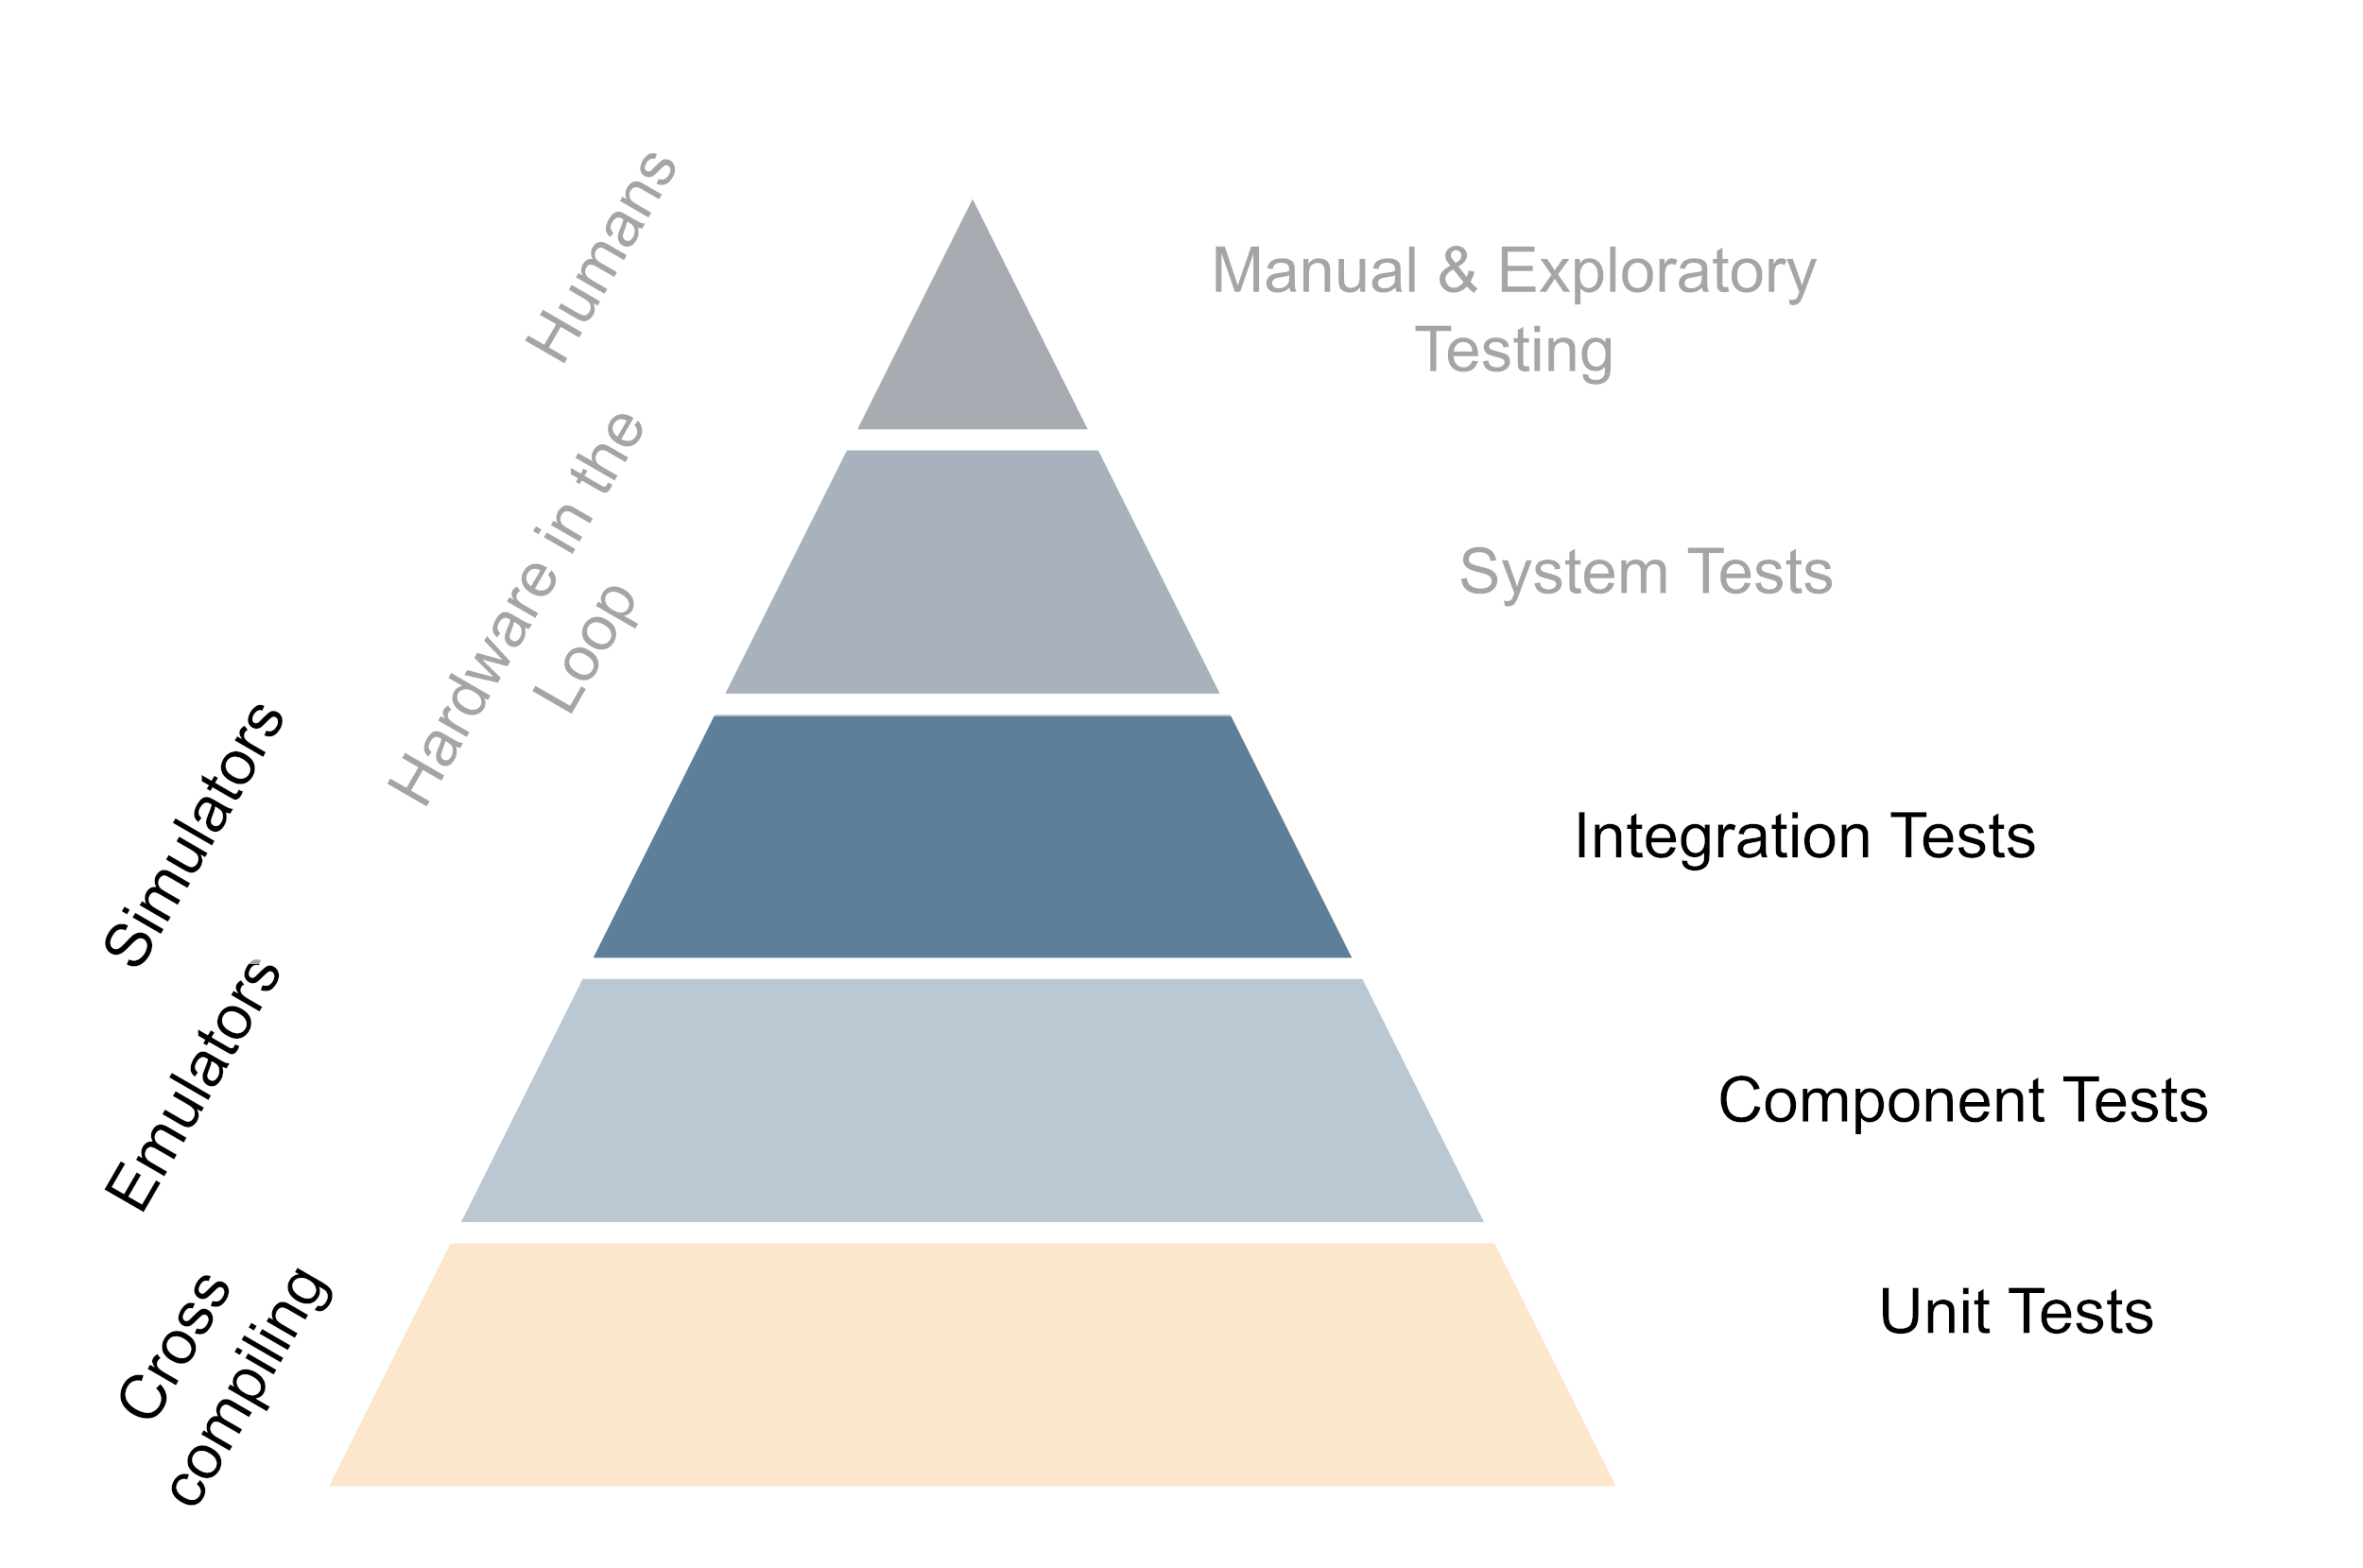 Humans
Manual & Exploratory
Testing
Hardware in the
Loop
System Tests
Simulators
Integration Tests
Emulators
Component Tests
Cross
compiling
Unit Tests